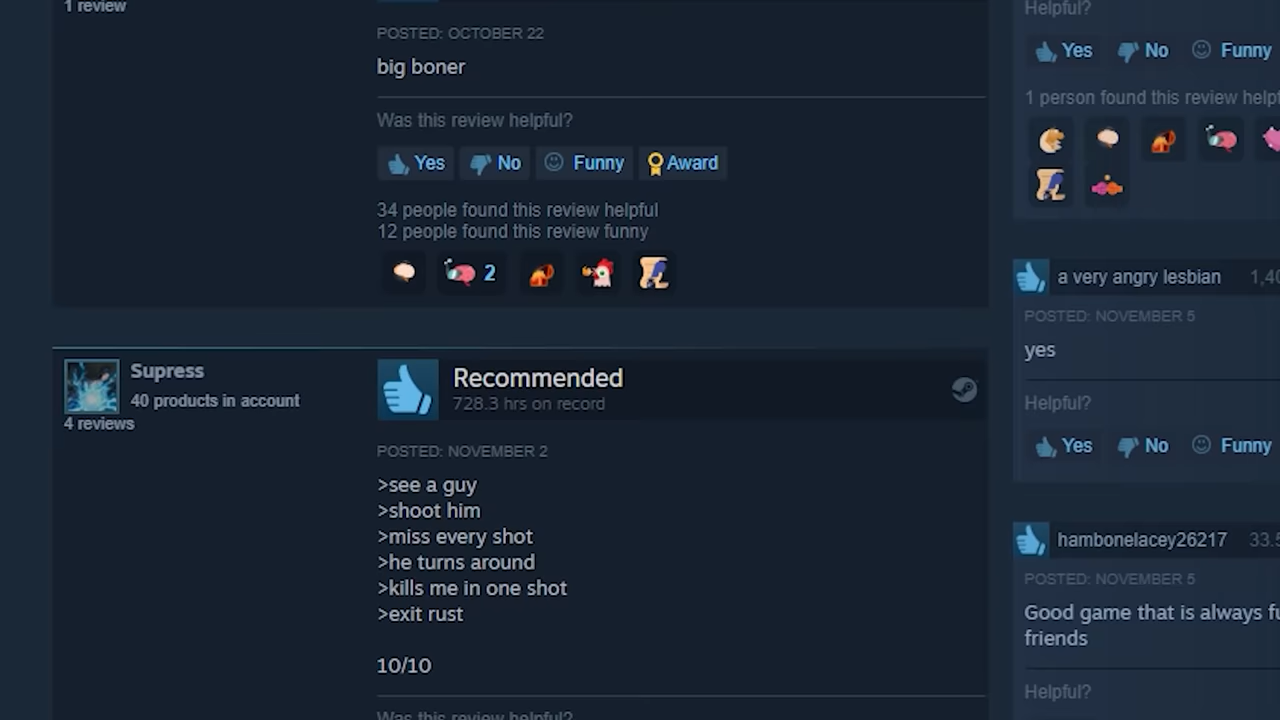 1 review
POSTED: OCTOBER 22
big boner
Was this review helpful?
Yes
No
Funny
Award
34 people found this review helpful
12 people found this review funny
2
Supress
40 products in account
4 reviews
Recommended
728.3 hrs on record
POSTED: NOVEMBER 2
>see a guy
>shoot him
>miss every shot
>he turns around
>kills me in one shot
>exit rust
10/10
Was this review helpful?
Helpful?
Yes
No
Funny
1 person found this review
a very angry lesbian
POSTED: NOVEMBER 5
yes
Helpful?
Yes
No
Funny
hambonelacey26217
POSTED: NOVEMBER 5
Good game that is always
friends
Helpful?